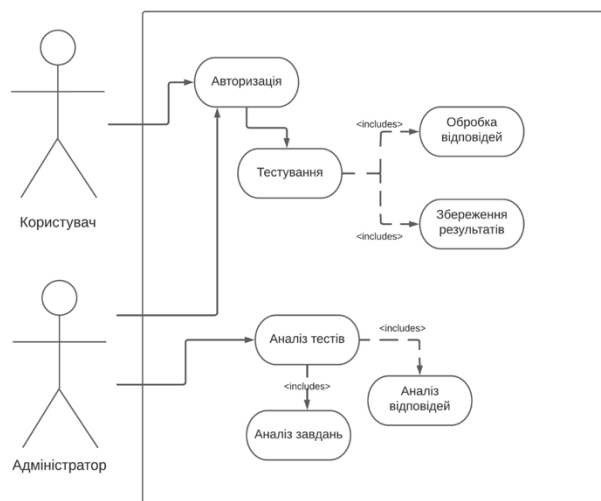 Авторизація
<includes>
Обробка
відповідей
Тестування
Користувач
<includes>
Збереження
результатів
Аналіз тестів
<includes>
<includes>
Аналіз
відповідей
Аналіз завдань
Адміністратор